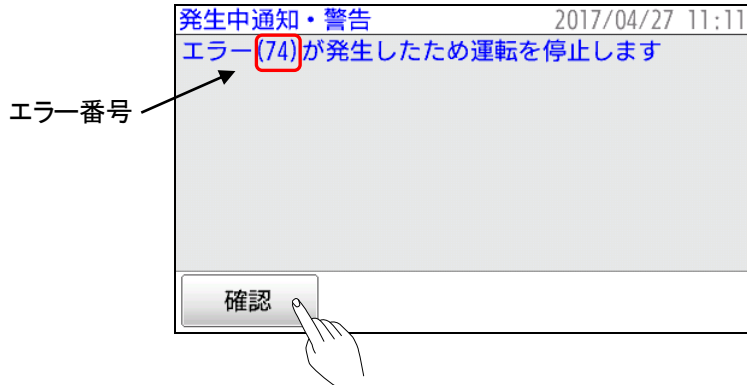 発生中通知・警告 2017/04/27 11:11
エラー(74)が発生したため運転を停止します
エラー番号
確認